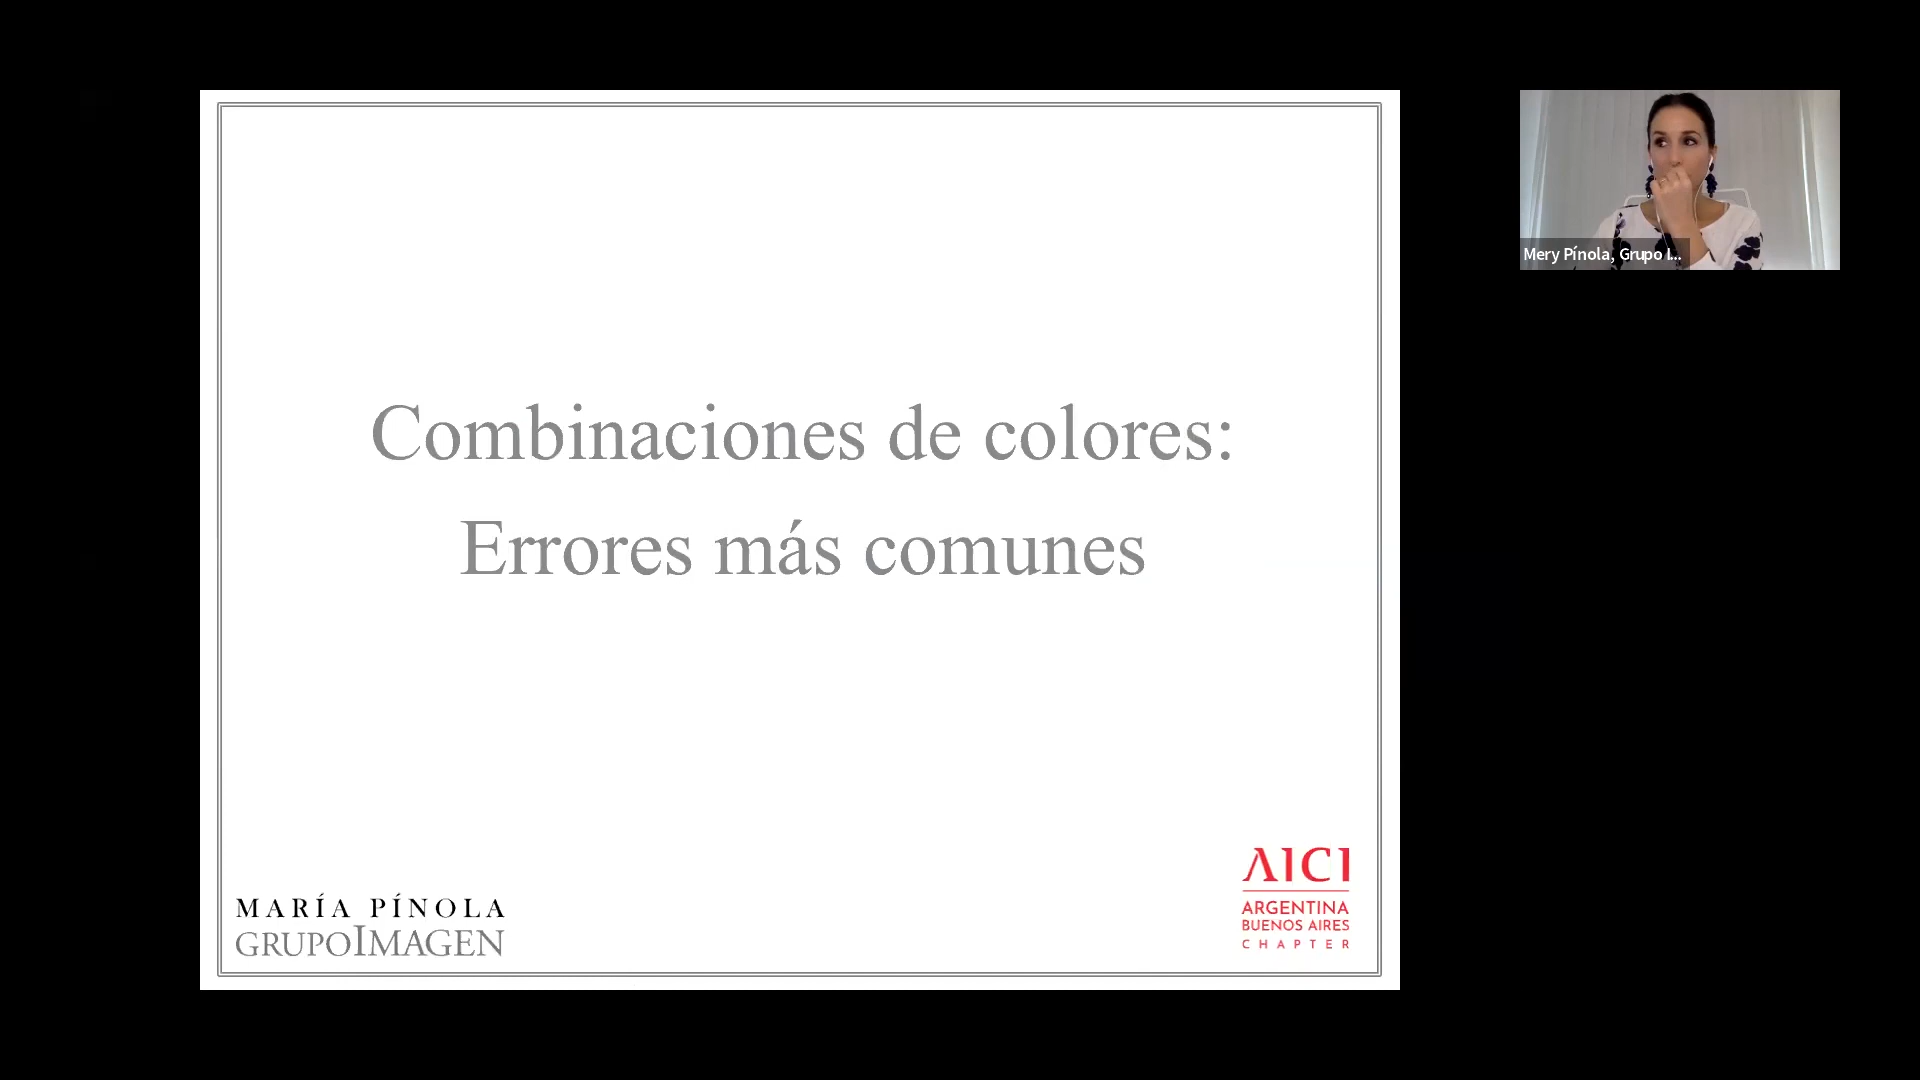 Combinaciones de colores:
Errores más comunes
MARÍA PÍNOLA
GRUPOIMAGEN
AICI
ARGENTINA
BUENOS AIRES
CHAPTER
Mery Pínola, Grupo I...